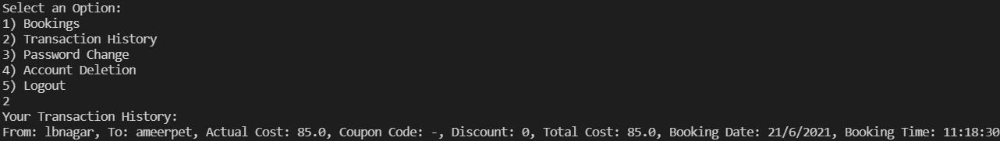 Select an Option:
1) Bookings
2) Transaction History
3) Password Change
4) Account Deletion
5) Logout
2
Your Transaction History:
From: lbnagar, To: ameerpet, Actual Cost: 85.0, Coupon Code: -, Discount: 0, Total Cost: 85.0, Booking Date: 21/6/2021, Booking Time: 11:18:30